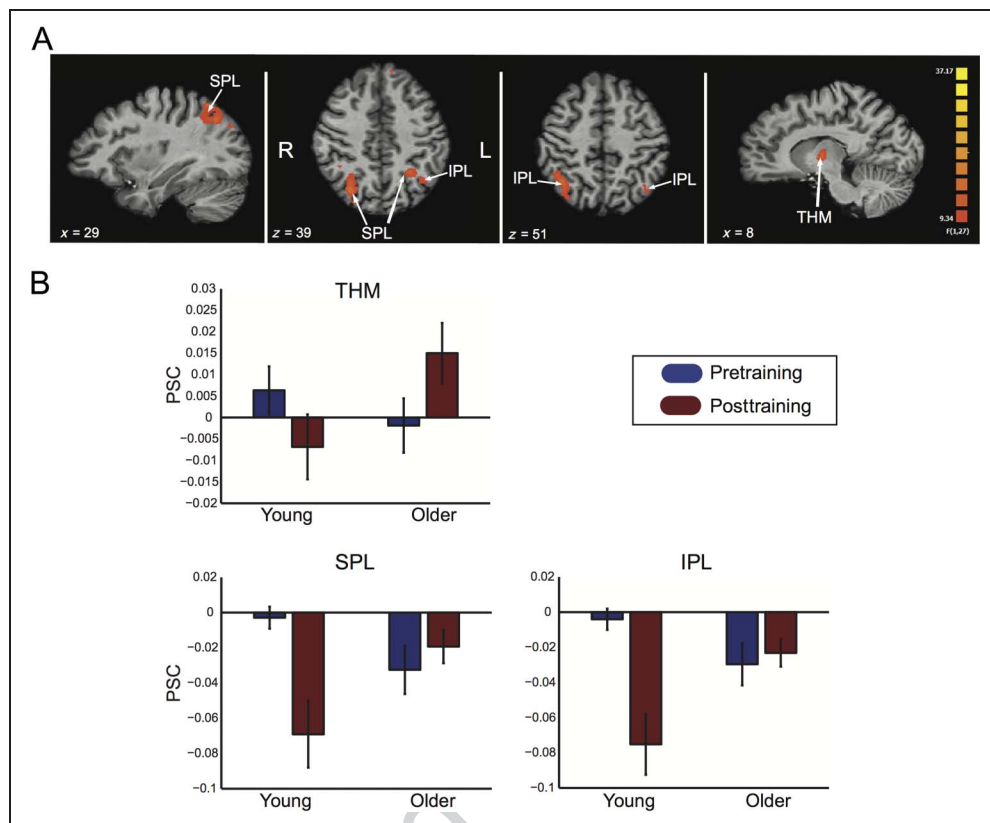 A
SPL
R
L
IPL
SPL
IPL
IPL
THM
x = 29
z = 39
z = 51
x = 8
37.17
9.34
F(1,27)
B
THM
PSC
0.03
0.025
0.02
0.015
0.01
0.005
0
−0.005
−0.01
−0.015
−0.02
Young
Older
Pretraining
Posttraining
SPL
PSC
0.02
0
−0.02
−0.04
−0.06
−0.08
−0.1
Young
Older
IPL
0.02
0
−0.02
−0.04
−0.06
−0.08
−0.1
Young
Older